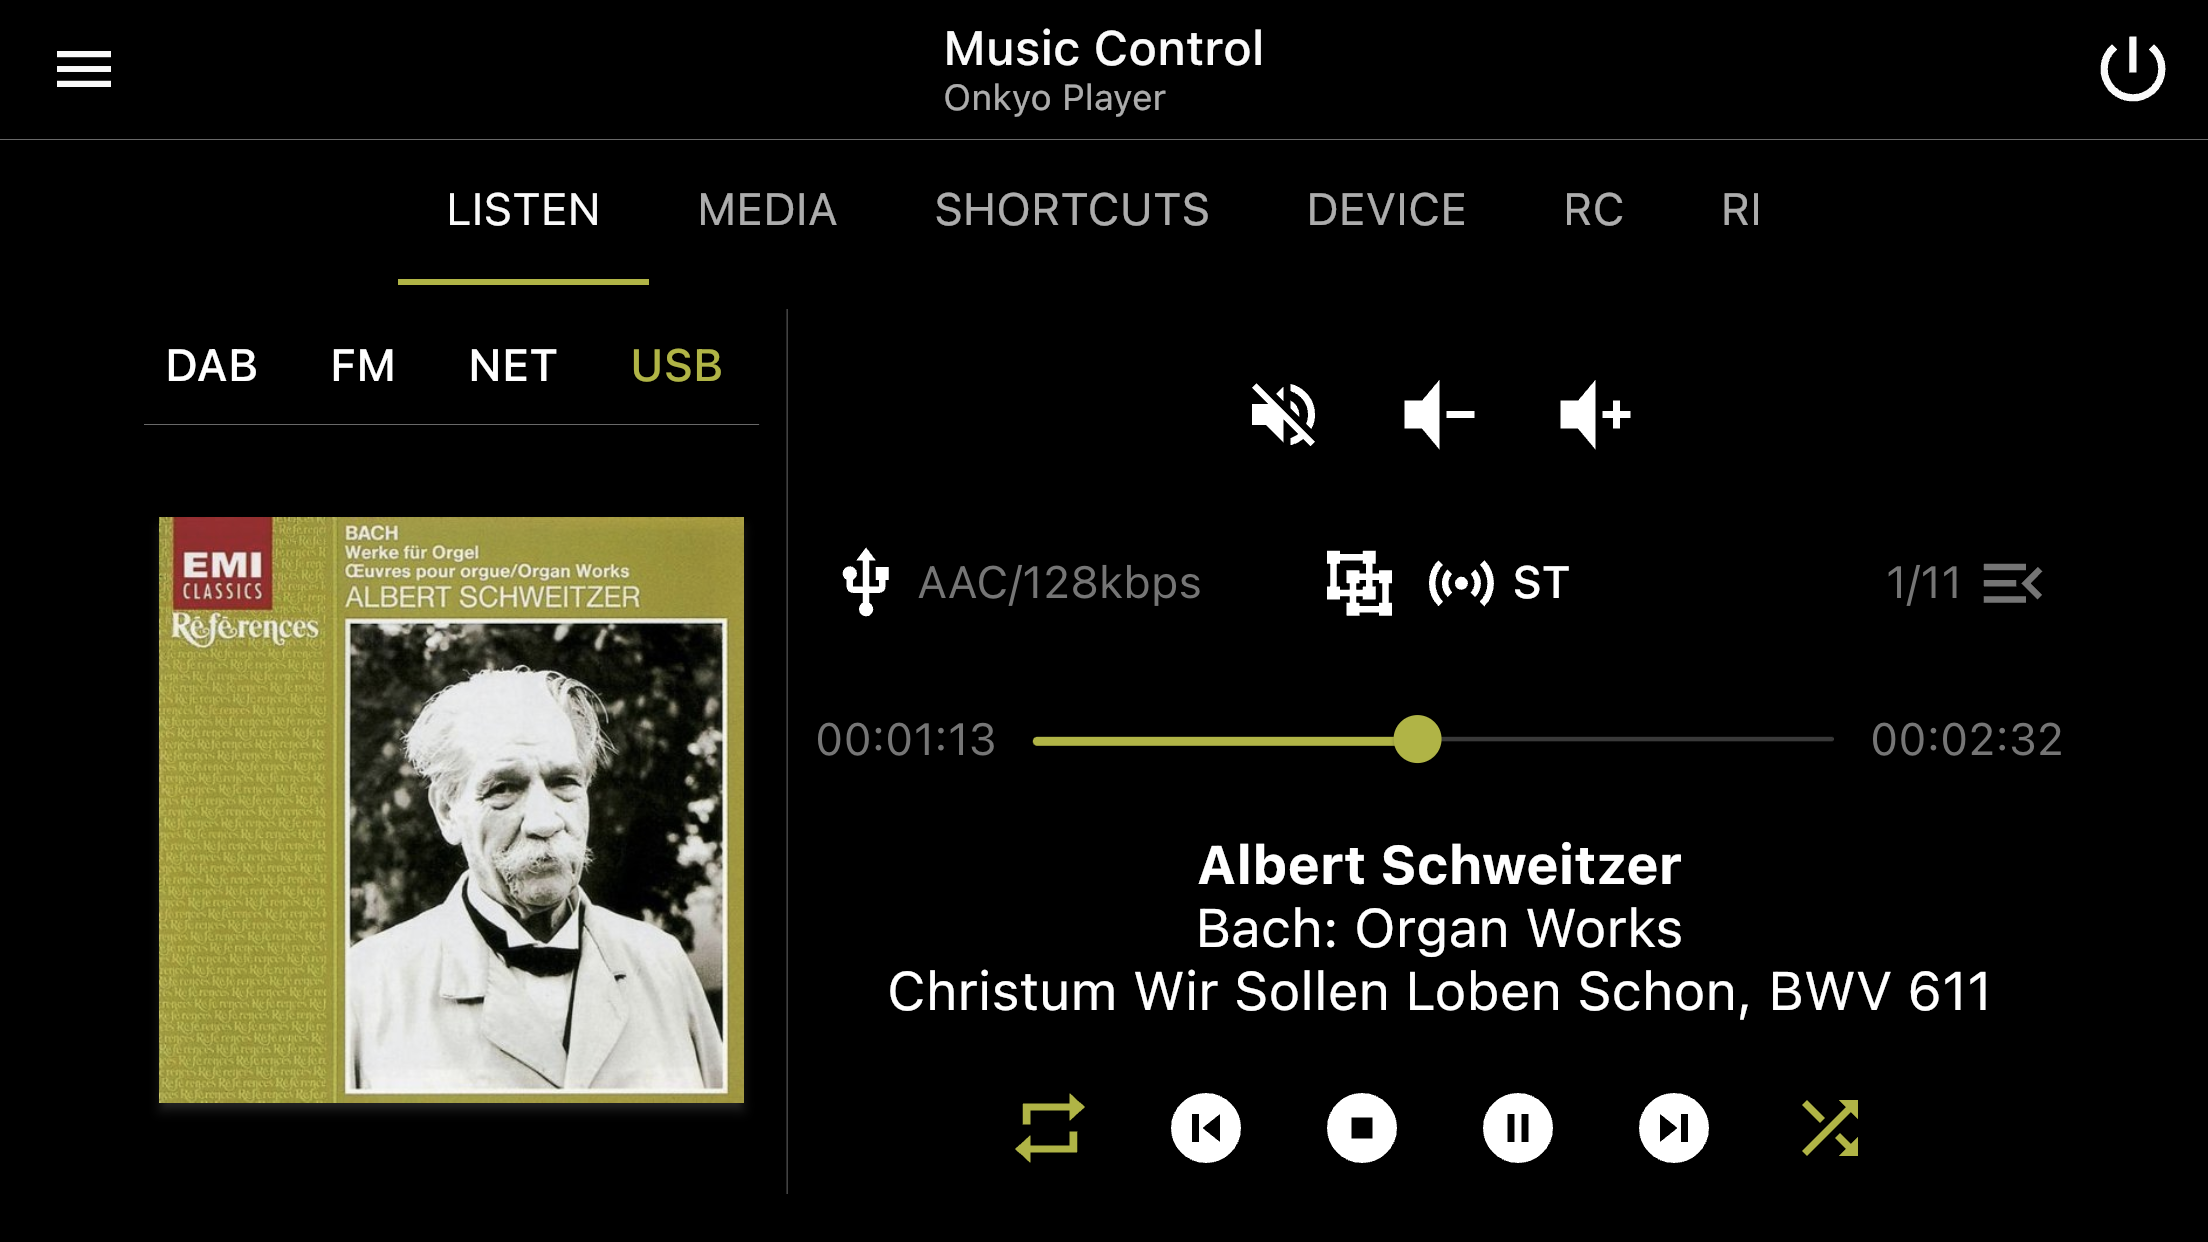 Music Control
Onkyo Player
LISTEN MEDIA SHORTCUTS DEVICE RC RI
DAB FM NET USB
EMI
CLASSICS
Références
BACH
Werke für Orgel
Œuvres pour orgue/Organ Works
ALBERT SCHWEITZER
AAC/128kbps ST 1/11
00:01:13 00:02:32
Albert Schweitzer
Bach: Organ Works
Christum Wir Sollen Loben Schon, BWV 611